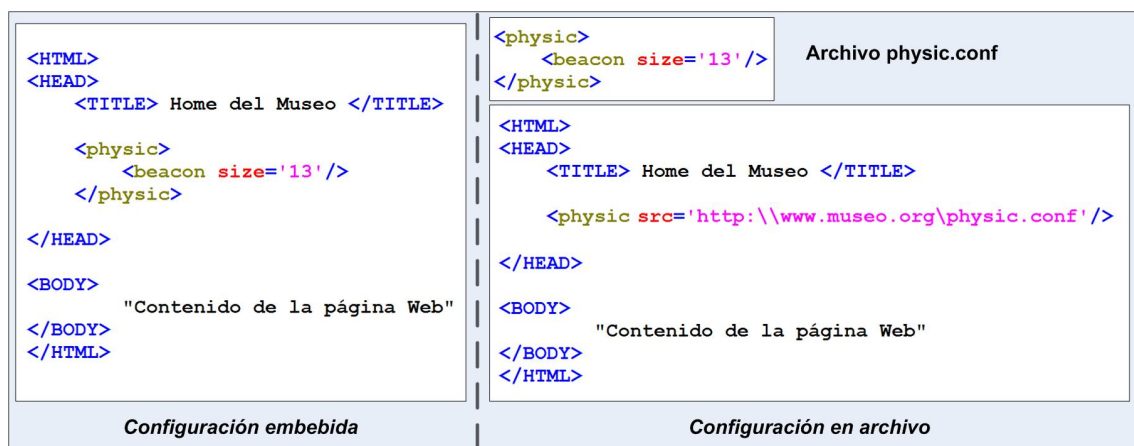 <HTML>
<HEAD>
<TITLE> Home del Museo </TITLE>
<physic>
<beacon size='13'/>
</physic>
</HEAD>
<BODY>
"Contenido de la página Web"
</BODY>
</HTML>
Configuración embebida
<physic>
<beacon size='13'/>
</physic>
Archivo physic.conf
<HTML>
<HEAD>
<TITLE> Home del Museo </TITLE>
<physic src='http:\\www.museo.org\physic.conf'/>
</HEAD>
<BODY>
"Contenido de la página Web"
</BODY>
</HTML>
Configuración en archivo